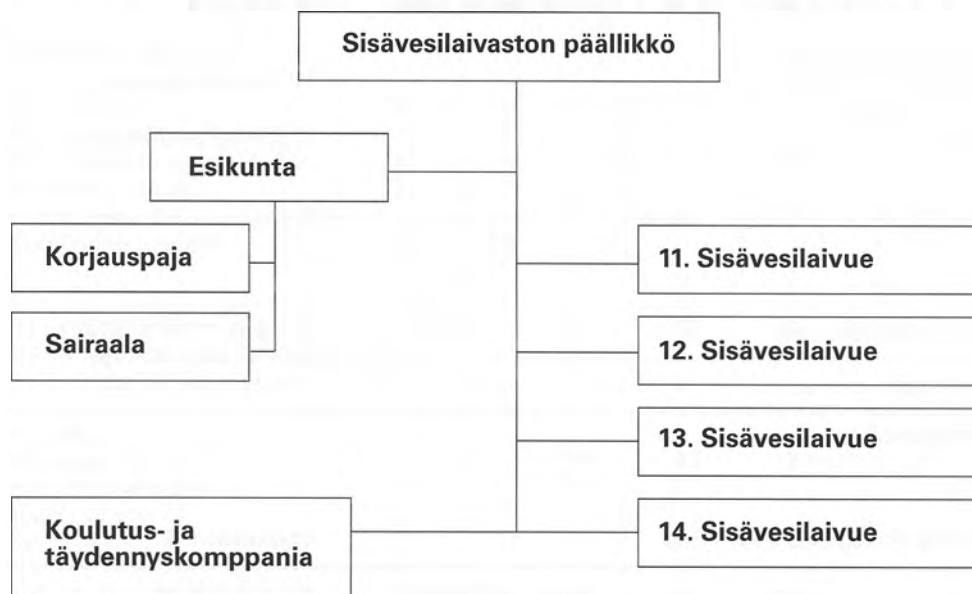 Sisävesilaivaston päällikkö
Esikunta
Korjauspaja
Sairaala
11. Sisävesilaivue
12. Sisävesilaivue
13. Sisävesilaivue
14. Sisävesilaivue
Koulutus- ja
täydennyskomppania